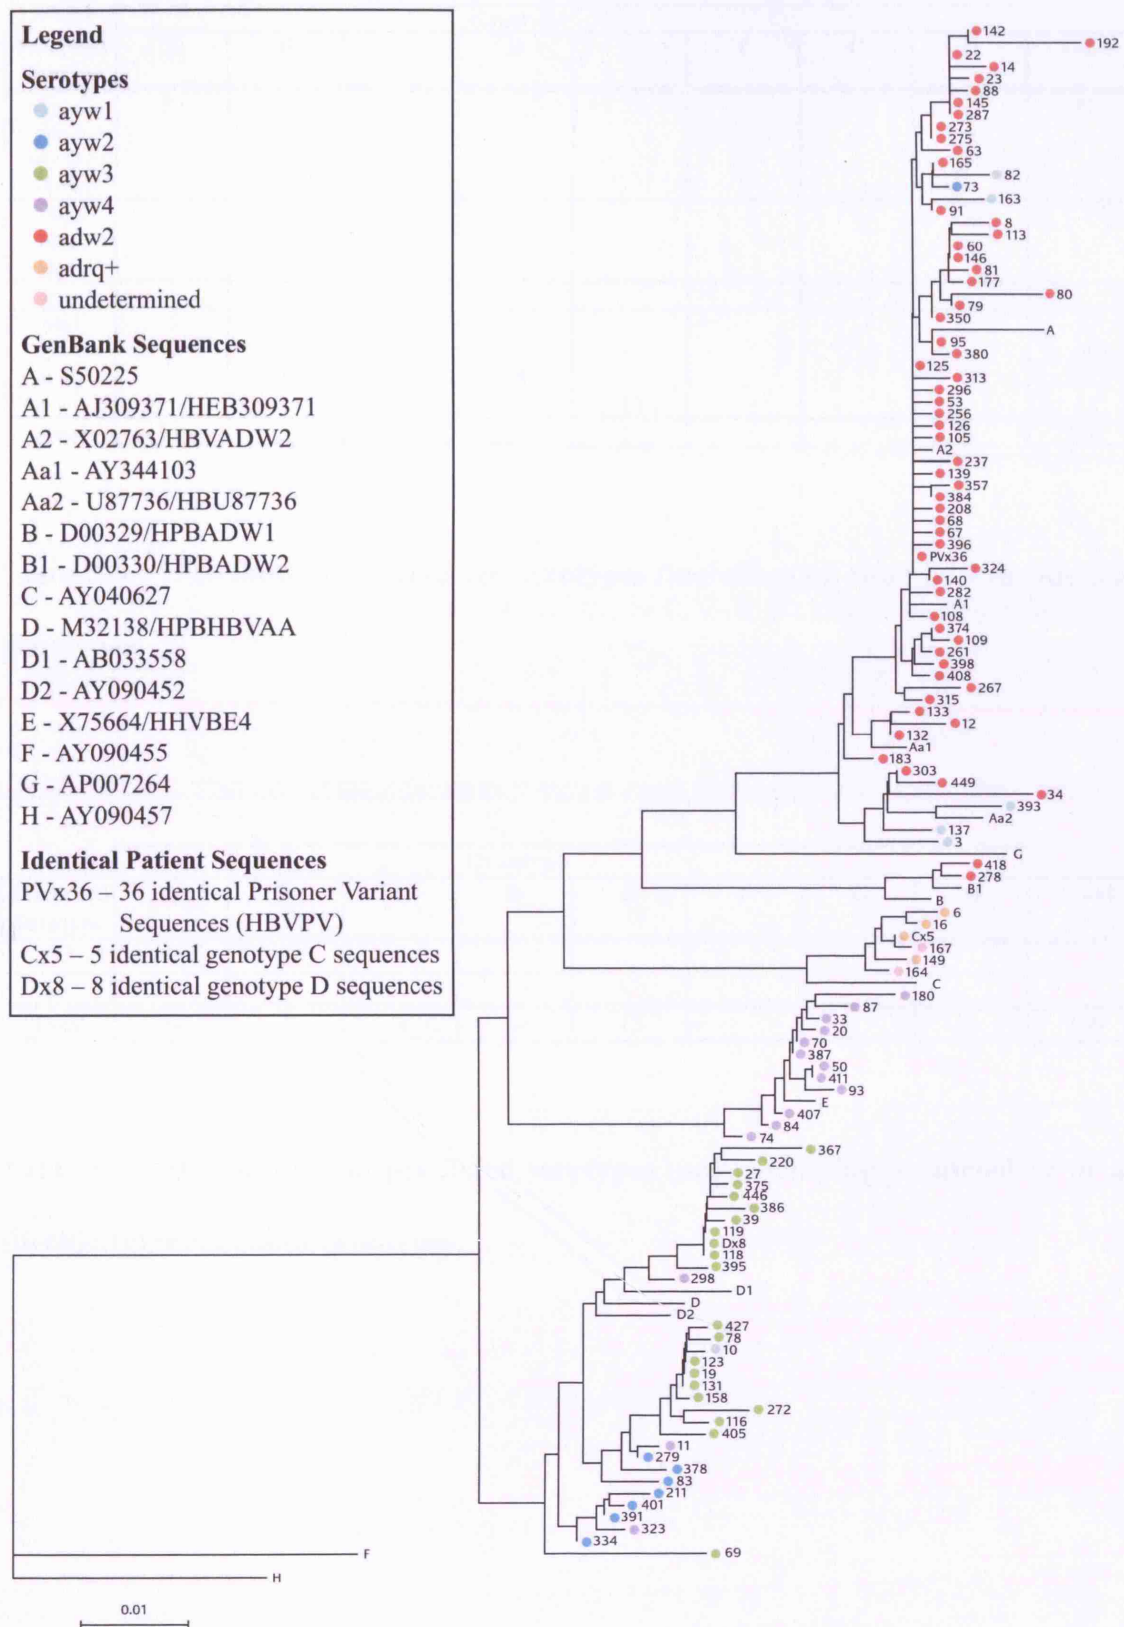 Legend
Serotypes
ayw1
ayw2
ayw3
ayw4
adw2
adrq+
undetermined
GenBank Sequences
A - S50225
A1 - AJ309371/HEB309371
A2 - X02763/HBVADW2
Aa1 - AY344103
Aa2 - U87736/HBU87736
B - D00329/HPBADW1
B1 - D00330/HPBADW2
C - AY040627
D - M32138/HPBHBVAA
D1 - AB033558
D2 - AY090452
E - X75664/HHVBE4
F - AY090455
G - AP007264
H - AY090457
Identical Patient Sequences
PVx36 – 36 identical Prisoner Variant
Sequences (HBVPV)
Cx5 – 5 identical genotype C sequences
Dx8 – 8 identical genotype D sequences
142
192
22
14
23
88
145
287
273
275
63
165
82
73
163
91
8
113
60
146
81
177
80
79
350
A
95
380
125
313
296
53
256
126
105
A2
237
139
357
384
208
68
67
396
PVx36
324
140
282
A1
108
374
109
261
398
408
267
315
133
12
132
Aa1
183
303
449
34
393
Aa2
137
3
G
418
278
B1
B
6
16
Cx5
167
149
164
C
180
87
33
20
70
387
50
411
93
E
407
84
74
367
220
27
375
446
386
39
119
Dx8
118
395
298
D1
D
D2
427
78
10
123
19
131
158
272
116
405
11
279
378
83
211
401
391
323
334
69
F
H
0.01